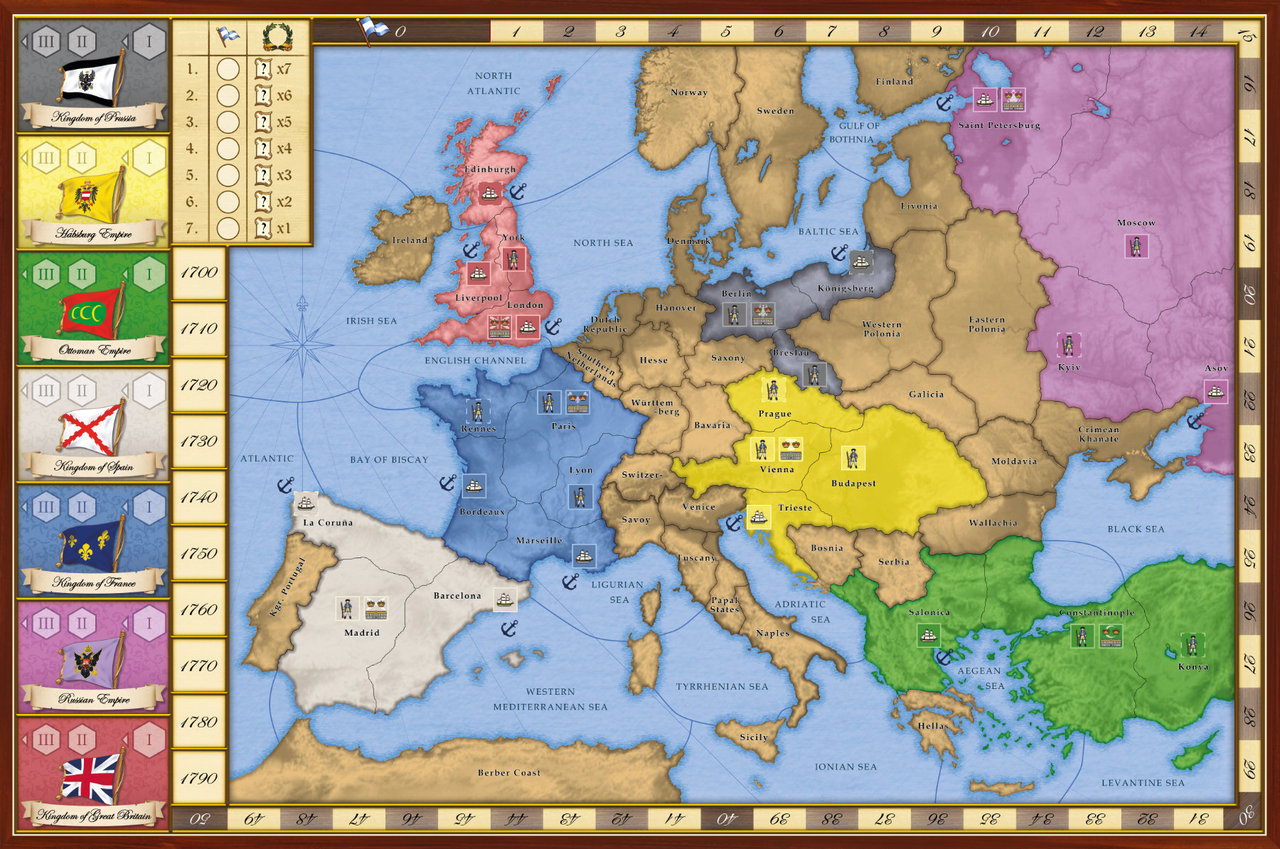 III II I
Kingdom of Prussia
III II I
Habsburg Empire
III II I
Ottoman Empire
III II I
Kingdom of Spain
III II I
Kingdom of France
III II I
Russian Empire
III II I
Kingdom of Great Britain
1. ? x7
2. ? x6
3. ? x5
4. ? x4
5. ? x3
6. ? x2
7. ? x1
1700
1710
1720
1730
1740
1750
1760
1770
1780
1790
0 1 2 3 4 5 6 7 8 9 10 11 12 13 14 15
16
17
18
19
20
21
22
23
24
25
26
27
28
29
30
50 49 48 47 46 45 44 43 42 41 40 39 38 37 36 35 34 33 32 31
NORTH
ATLANTIC
Norway
Sweden
Finland
GULF OF
BOTHNIA
Saint Petersburg
Edinburgh
Ireland
York
NORTH SEA
Denmark
BALTIC SEA
Livonia
Moscow
Liverpool
London
IRISH SEA
ENGLISH CHANNEL
Dutch
Republic
Hanover
Berlin
Königsberg
Western
Polonia
Eastern
Polonia
Kyiv
Asov
Southern
Netherlands
Hesse
Saxony
Breslau
Galicia
Württem
-berg
Bavaria
Prague
Crimean
Khanate
Rennes
Paris
ATLANTIC
BAY OF BISCAY
Lyon
Switzer-
Vienna
Budapest
Moldavia
La Coruña
Bordeaux
Savoy
Venice
Trieste
Wallachia
BLACK SEA
Marseille
Tuscany
Bosnia
Serbia
Kgr. Portugal
Barcelona
LIGURIAN
SEA
Papal
States
ADRIATIC
SEA
Salonica
Constantinople
Madrid
Naples
Konya
WESTERN
MEDITERRANEAN SEA
TYRRHENIAN SEA
AEGEAN
SEA
Sicily
Hellas
Berber Coast
IONIAN SEA
LEVANTINE SEA